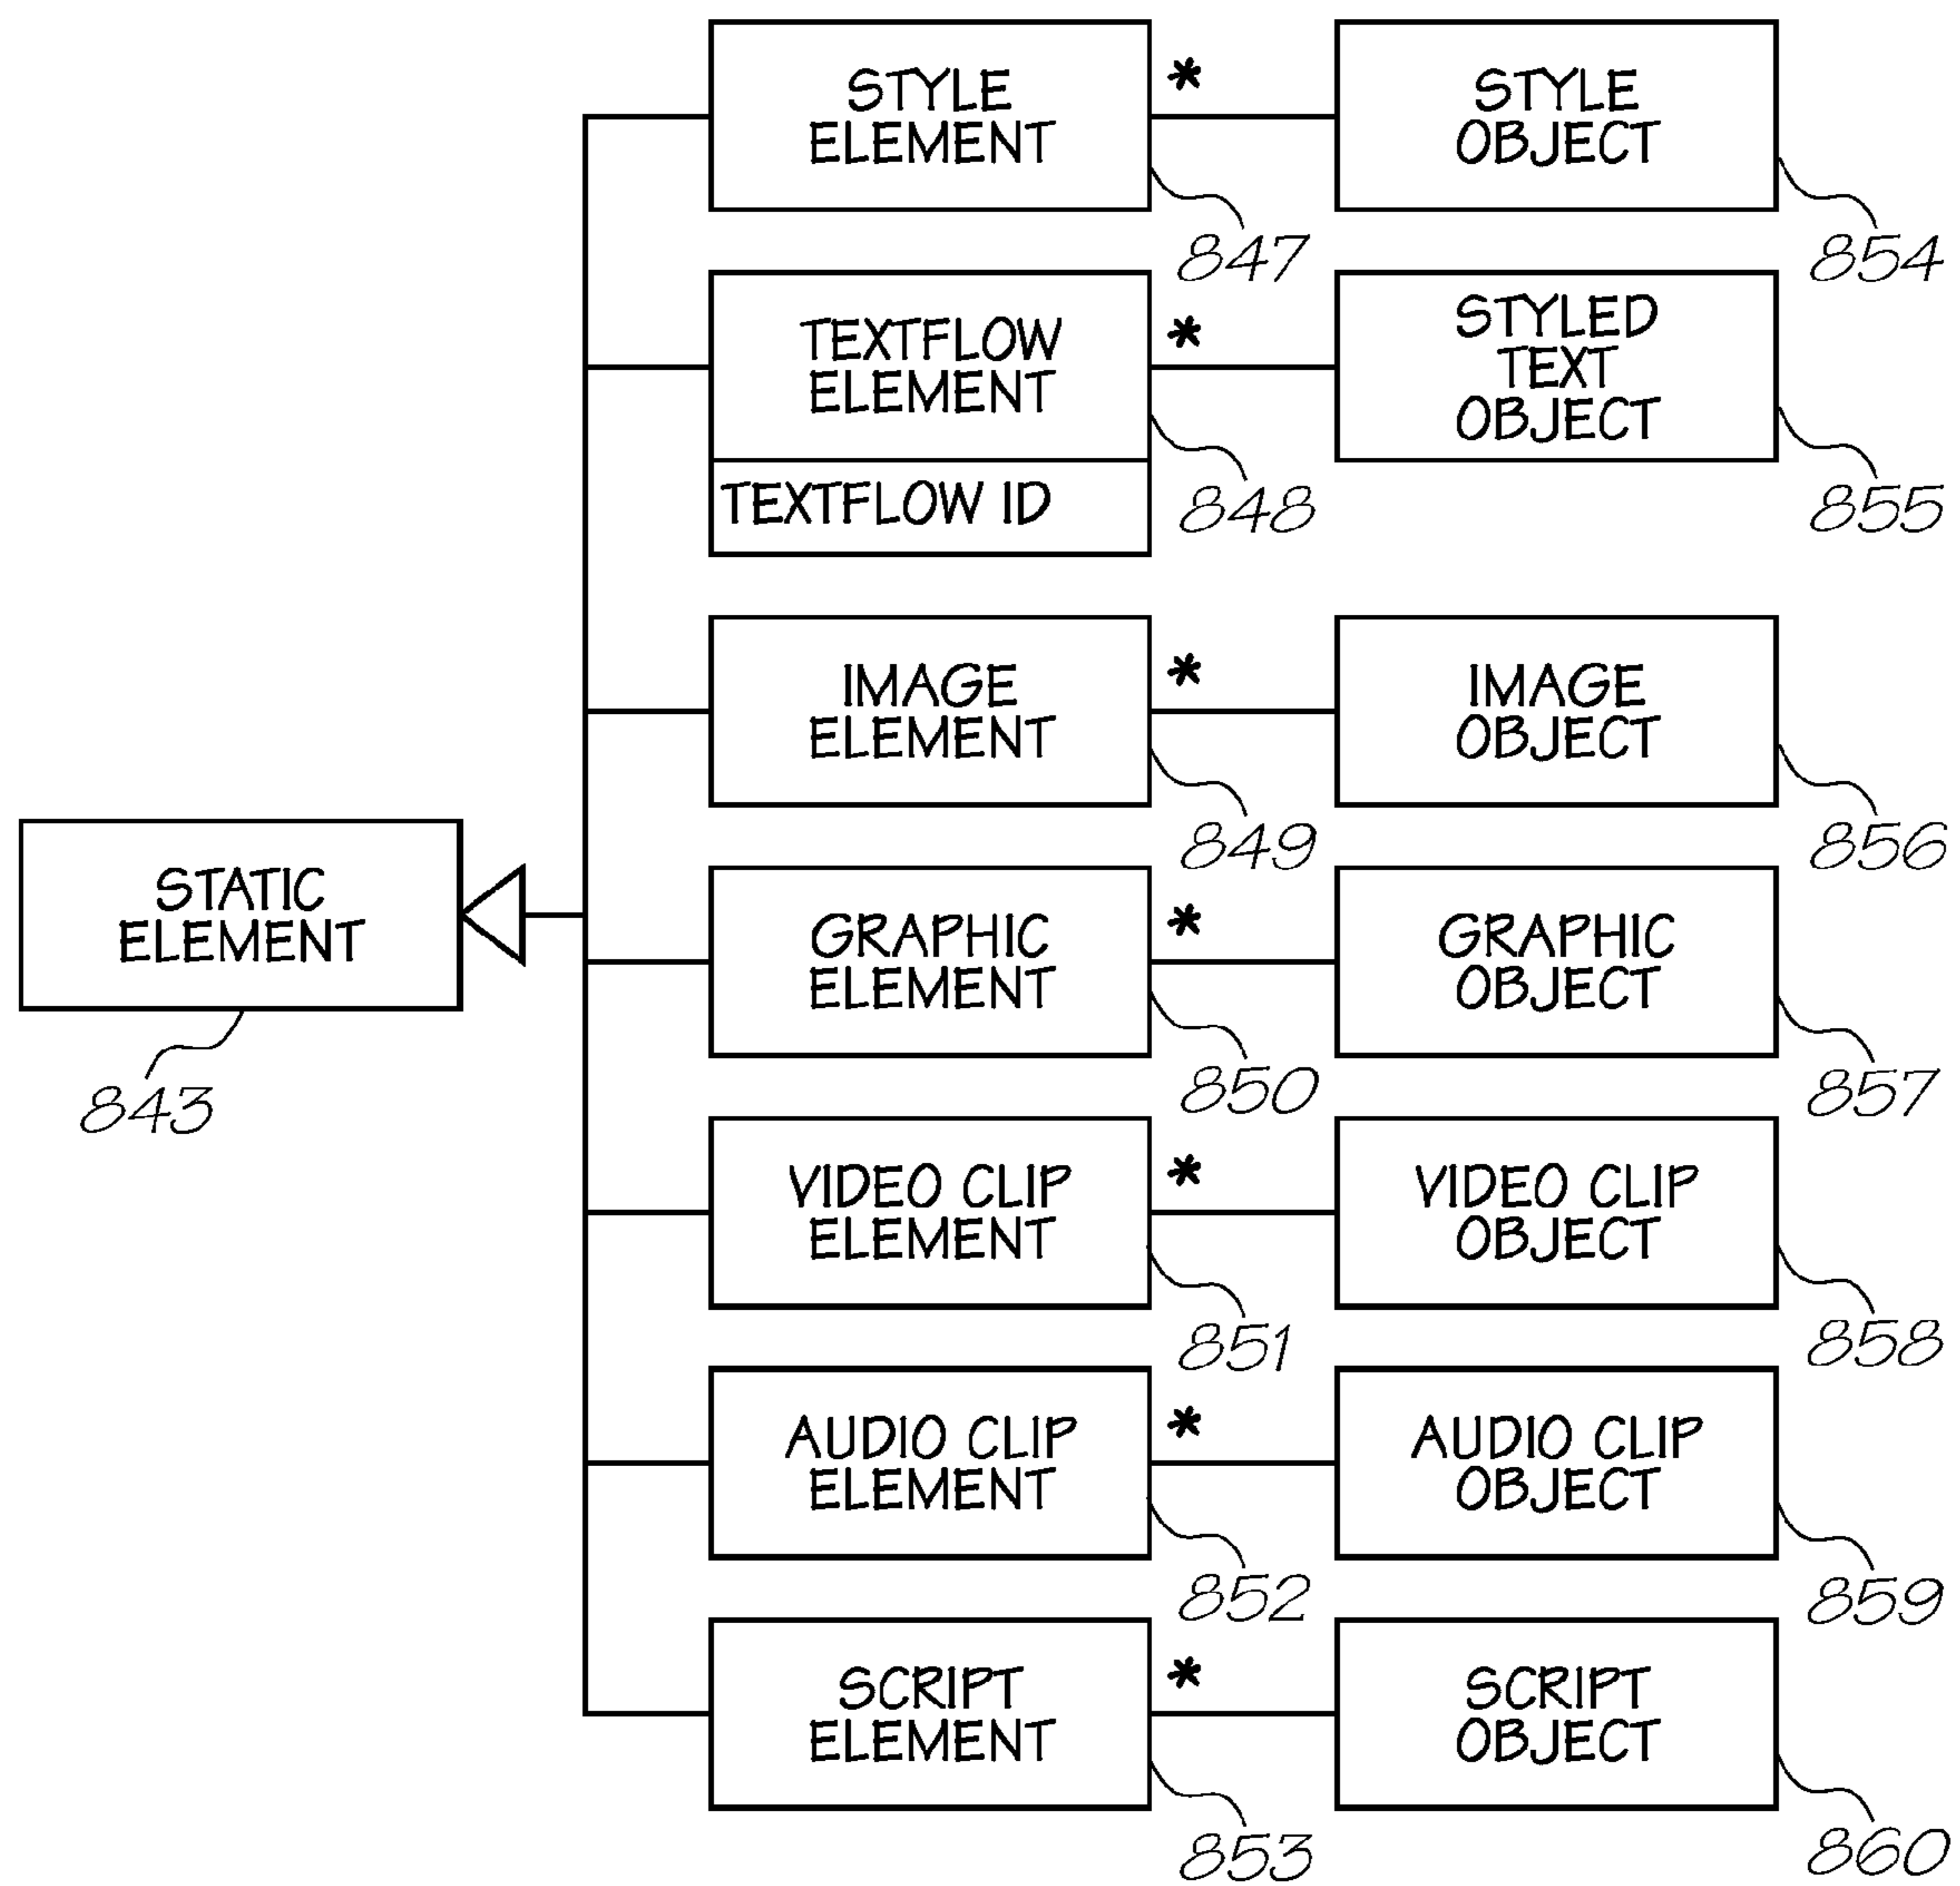 STYLE
ELEMENT
*
STYLE
OBJECT
847
854
TEXTFLOW
ELEMENT
*
STYLED
TEXT
OBJECT
TEXTFLOW ID
848
855
IMAGE
ELEMENT
*
IMAGE
OBJECT
849
856
STATIC
ELEMENT
843
GRAPHIC
ELEMENT
*
GRAPHIC
OBJECT
850
857
VIDEO CLIP
ELEMENT
*
VIDEO CLIP
OBJECT
851
858
AUDIO CLIP
ELEMENT
*
AUDIO CLIP
OBJECT
852
859
SCRIPT
ELEMENT
*
SCRIPT
OBJECT
853
860